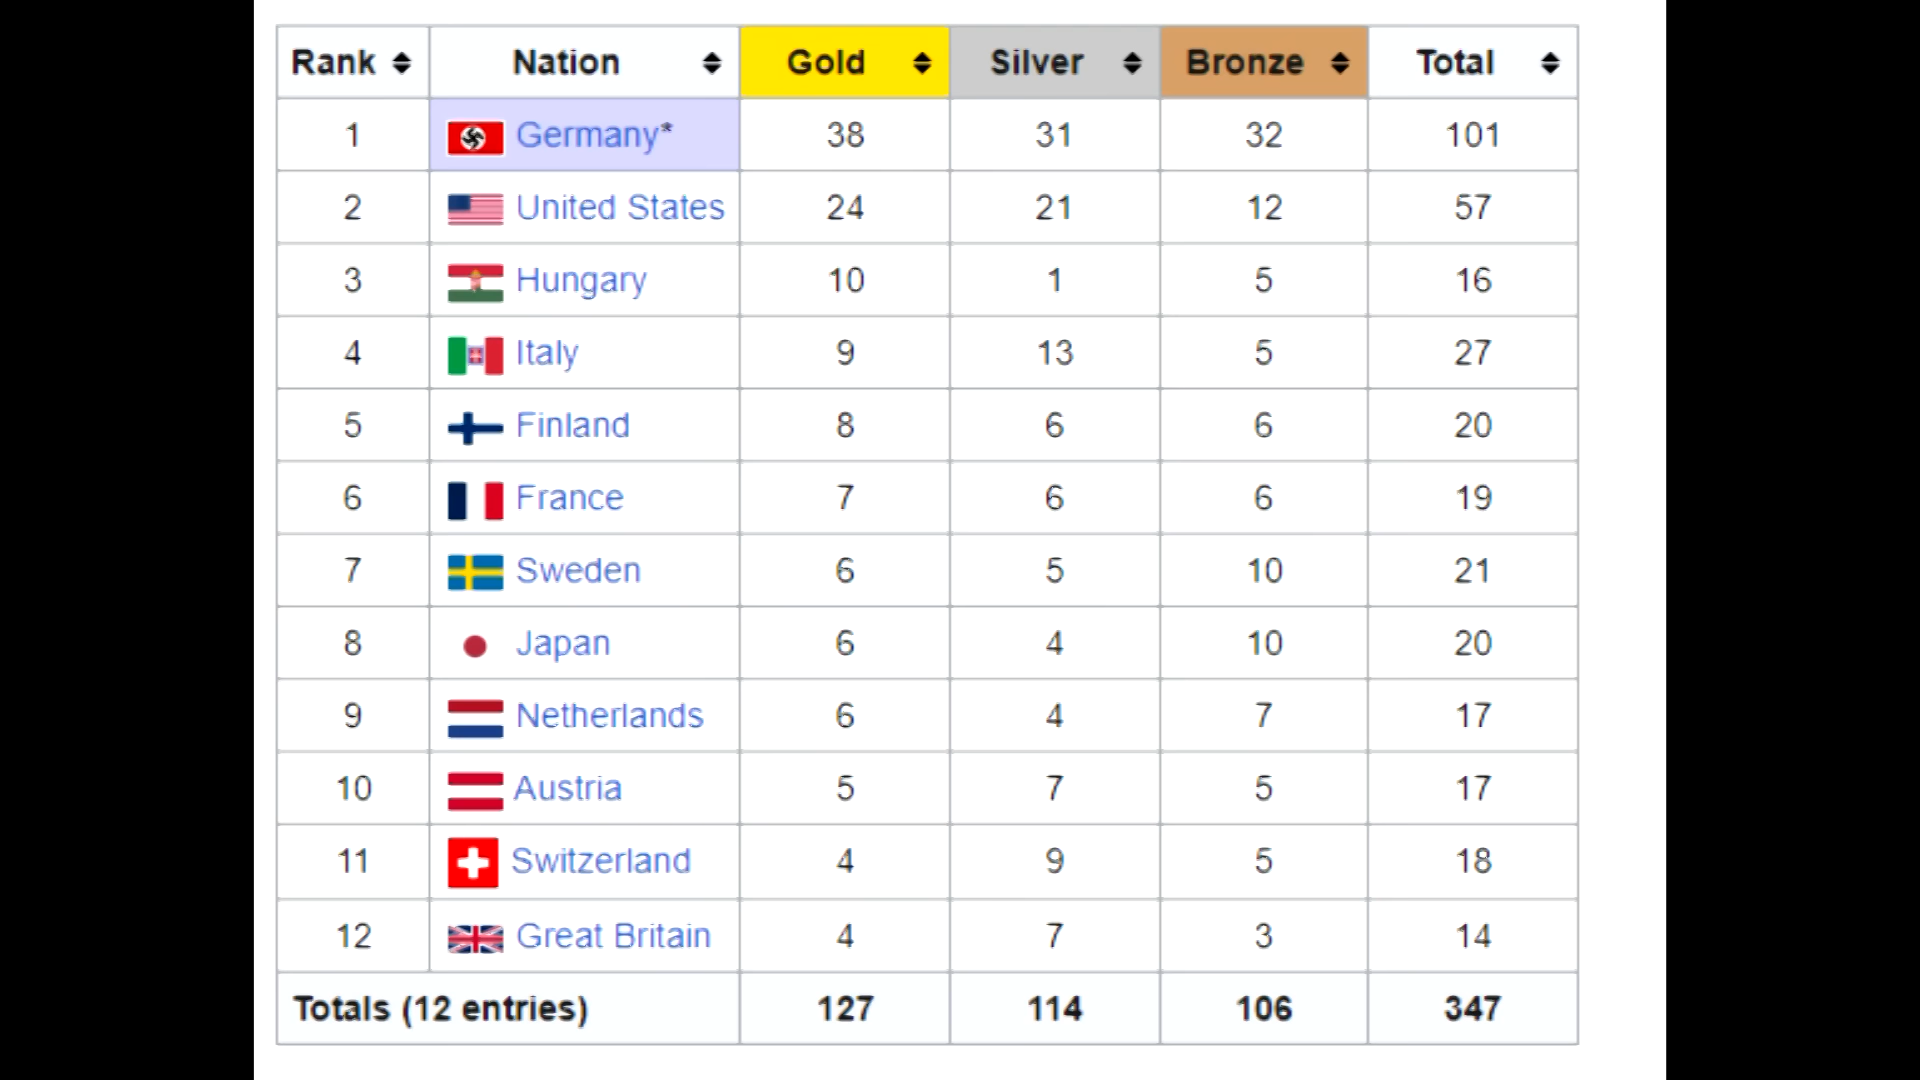 Rank Nation Gold Silver Bronze Total
1 Germany* 38 31 32 101
2 United States 24 21 12 57
3 Hungary 10 1 5 16
4 Italy 9 13 5 27
5 Finland 8 6 6 20
6 France 7 6 6 19
7 Sweden 6 5 10 21
8 Japan 6 4 10 20
9 Netherlands 6 4 7 17
10 Austria 5 7 5 17
11 Switzerland 4 9 5 18
12 Great Britain 4 7 3 14
Totals (12 entries) 127 114 106 347